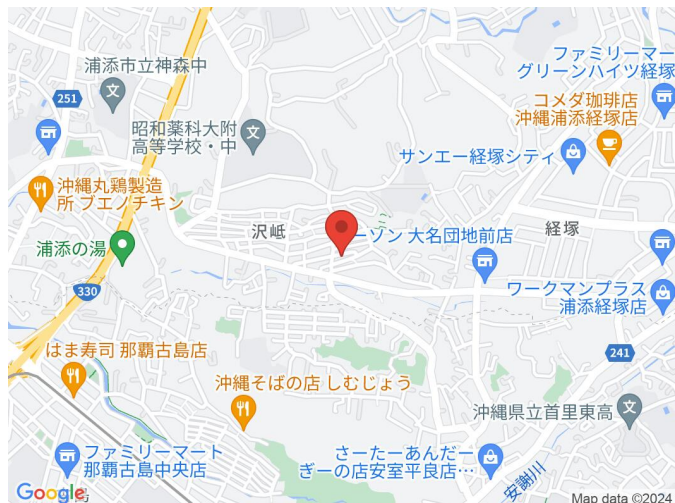 浦添市立神森中
ファミリーマー
グリーンハイツ経塚
251
昭和薬科大附
高等学校・中
コメダ珈琲店
沖縄浦添経塚店
サンエー経塚シティ
沖縄丸鶏製造
所 ブエノチキン
沢岻
ーソン 大名団地前店
経塚
浦添の湯
330
ワークマンプラス
浦添経塚店
はま寿司 那覇古島店
241
沖縄そばの店 しむじょう
沖縄県立首里東高
ファミリーマート
那覇古島中央店
さーたーあんだー
ぎーの店安室平良店…
安謝川
Google
島
Map data ©2024